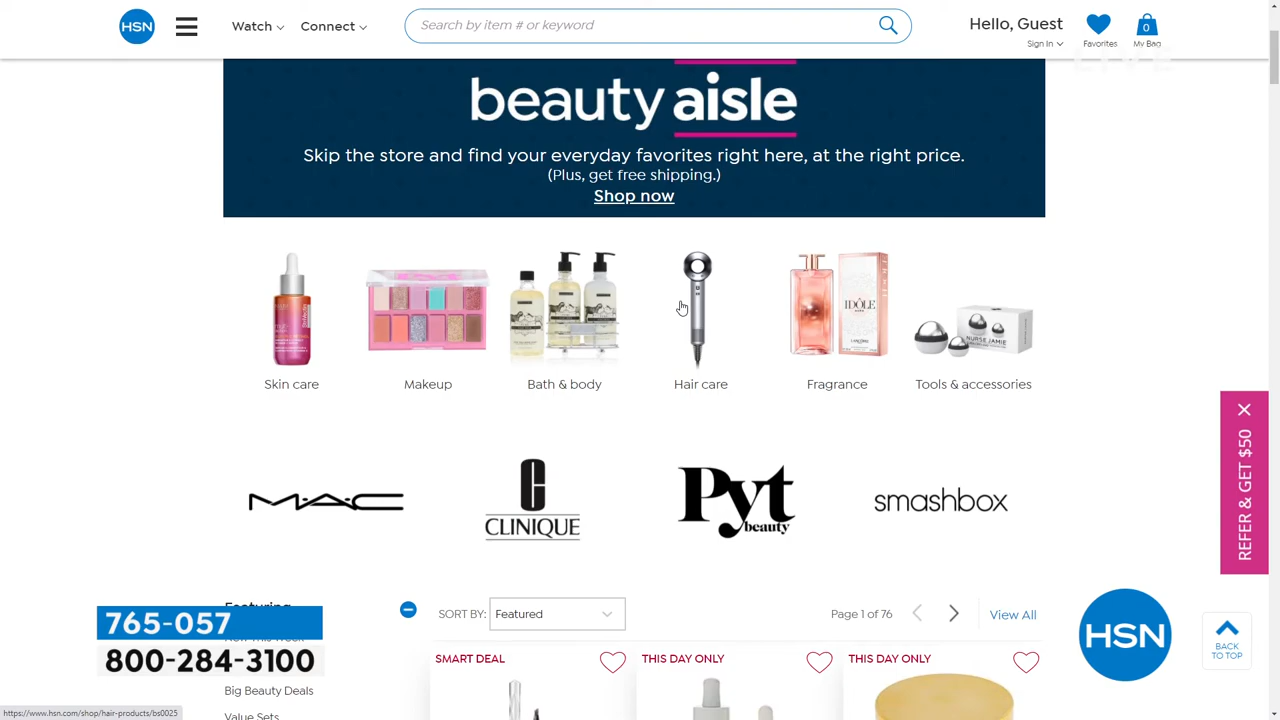 HSN
Watch
Connect
Search by item # or keyword
Hello, Guest
Sign In
Favorites
0
My Bag
LIVE
beauty aisle
Skip the store and find your everyday favorites right here, at the right price.
(Plus, get free shipping.)
Shop now
IDÔLE
LANCÔME
NURSE JAMIE
Skin care
Makeup
Bath & body
Hair care
Fragrance
Tools & accessories
REFER & GET $50
M·A·C
C
CLINIQUE
Pyt
beauty
smashbox
Featuring
SORT BY:
Featured
Page 1 of 76
View All
765-057
800-284-3100
HSN
BACK
TO TOP
SMART DEAL
THIS DAY ONLY
THIS DAY ONLY
Big Beauty Deals
Value Sets
https://www.hsn.com/shop/hair-products/bs0025